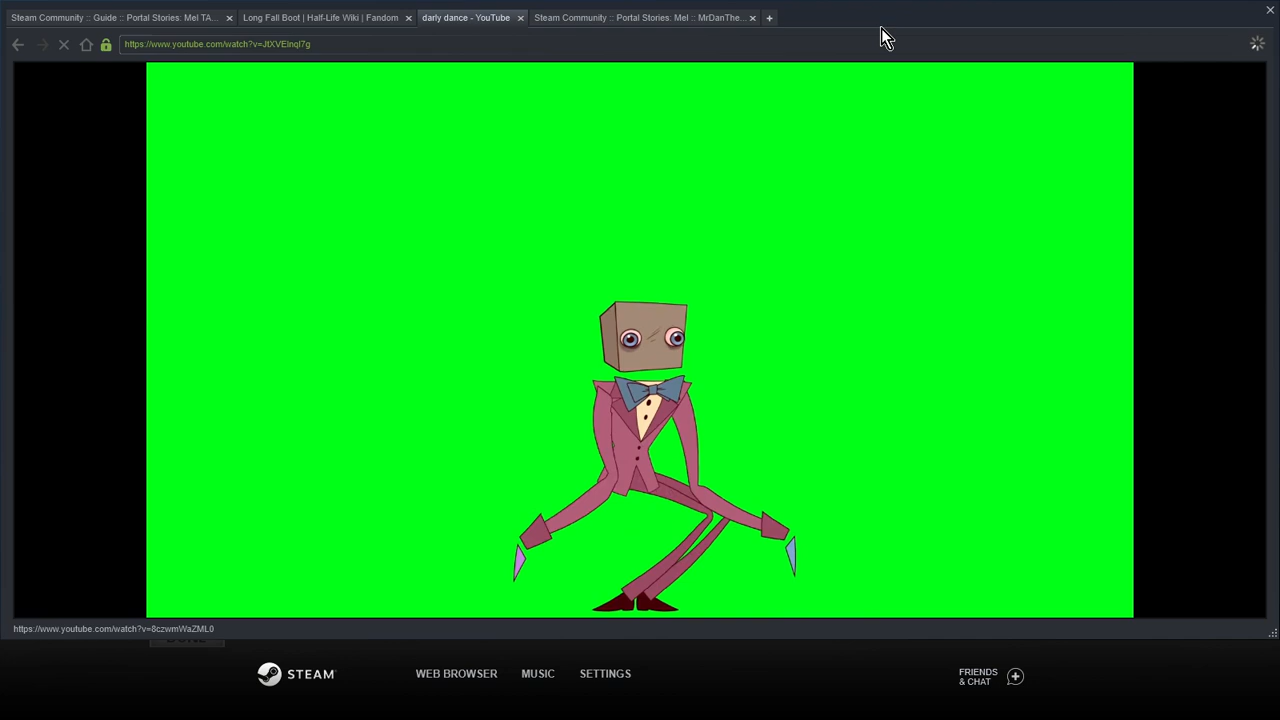 Steam Community :: Guide :: Portal Stories: Mel TA...
Long Fall Boot | Half-Life Wiki | Fandom
darly dance - YouTube
Steam Community :: Portal Stories: Mel :: MrDanThe...
https://www.youtube.com/watch?v=JtXVEInql7g
https://www.youtube.com/watch?v=8czwmWaZML0
STEAM
WEB BROWSER
MUSIC
SETTINGS
FRIENDS
& CHAT